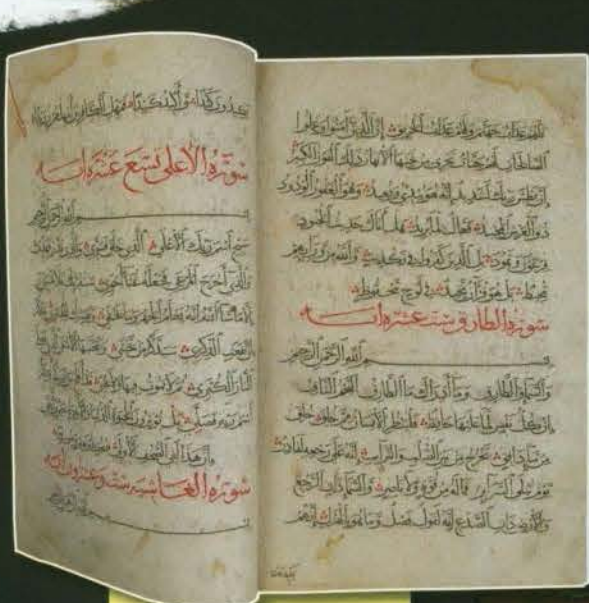 فلهم عذاب جهنم ولهم عذاب الحريق إن الذين آمنوا وعملوا
الصالحات لهم جنات تجري من تحتها الأنهار ذلك الفوز الكبير
إن بطش ربك لشديد إنه هو يبدئ ويعيد وهو الغفور الودود
ذو العرش المجيد فعال لما يريد هل أتاك حديث الجنود
فرعون وثمود بل الذين كفروا في تكذيب والله من ورائهم
محيط بل هو قرآن مجيد في لوح محفوظ
سورة الطارق ست عشرة آية
بسم الله الرحمن الرحيم
والسماء والطارق وما أدراك ما الطارق النجم الثاقب
إن كل نفس لما عليها حافظ فلينظر الإنسان مم خلق خلق
من ماء دافق يخرج من بين الصلب والترائب إنه على رجعه لقادر
يوم تبلى السرائر فما له من قوة ولا ناصر والسماء ذات الرجع
والأرض ذات الصدع إنه لقول فصل وما هو بالهزل إنهم
يكيدون
يكيدون كيدا وأكيد كيدا فمهل الكافرين أمهلهم رويدا
سورة الأعلى تسع عشرة آية
بسم الله الرحمن الرحيم
سبح اسم ربك الأعلى الذي خلق فسوى والذي قدر فهدى
والذي أخرج المرعى فجعله غثاء أحوى سنقرئك فلا تنسى
إلا ما شاء الله إنه يعلم الجهر وما يخفى ونيسرك لليسرى فذكر
إن نفعت الذكرى سيذكر من يخشى ويتجنبها الأشقى الذي يصلى
النار الكبرى ثم لا يموت فيها ولا يحيى قد أفلح من تزكى وذكر
اسم ربه فصلى بل تؤثرون الحياة الدنيا والآخرة خير وأبقى
إن هذا لفي الصحف الأولى صحف إبراهيم وموسى
سورة الغاشية ست وعشرون آية
بسم الله الرحمن الرحيم